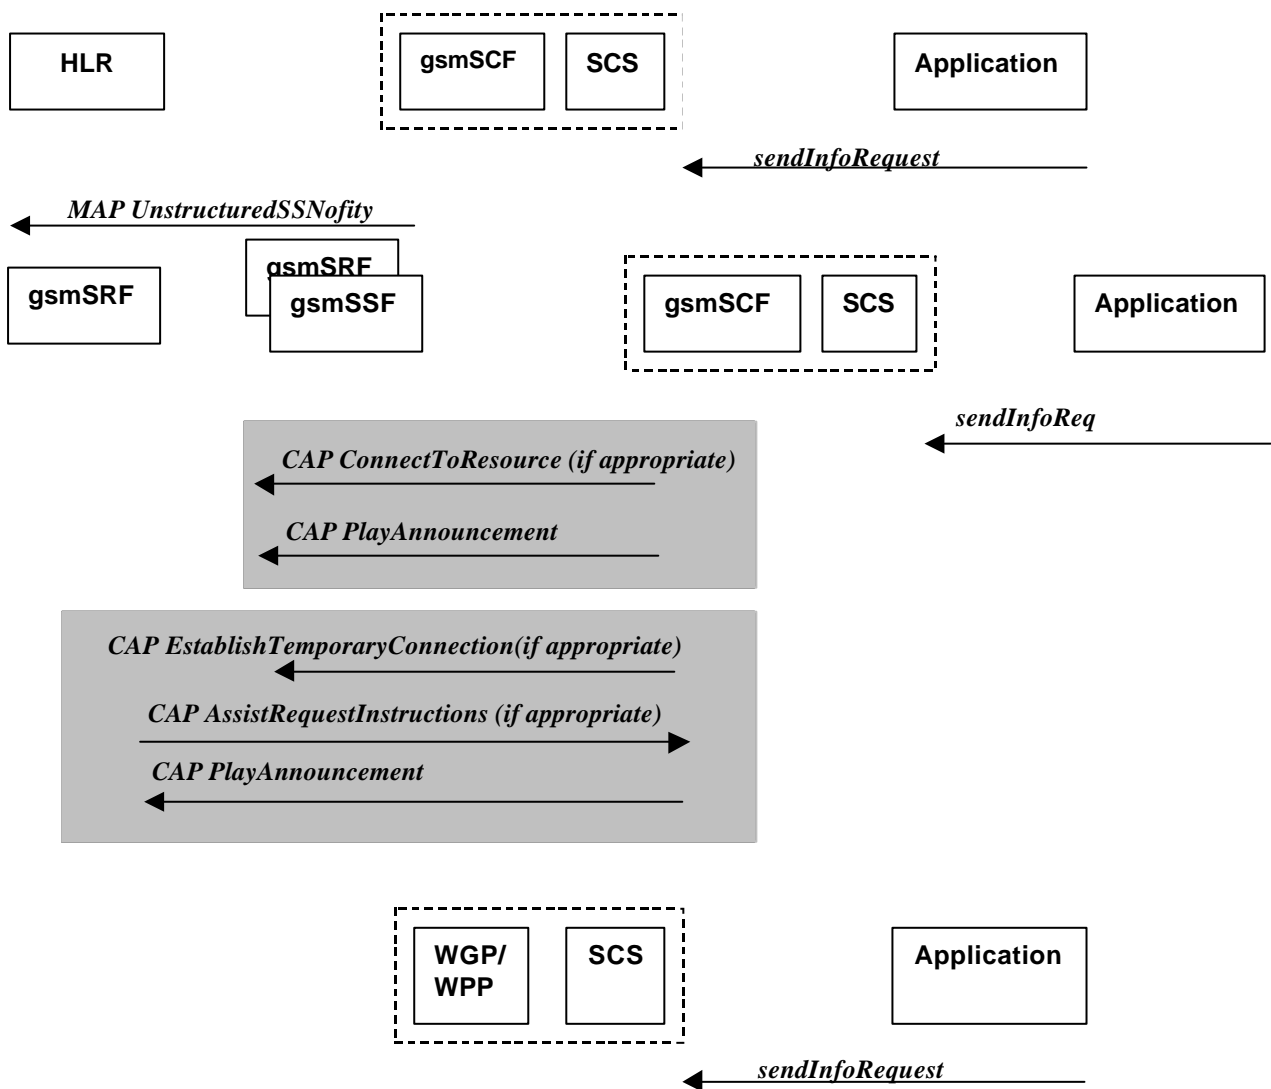 HLR
gsmSCF
SCS
Application
sendInfoRequest
MAP UnstructuredSSNofity
gsmSRF
gsmSRF
gsmSSF
gsmSCF
SCS
Application
sendInfoReq
CAP ConnectToResource (if appropriate)
CAP PlayAnnouncement
CAP EstablishTemporaryConnection(if appropriate)
CAP AssistRequestInstructions (if appropriate)
CAP PlayAnnouncement
WGP/
WPP
SCS
Application
sendInfoRequest